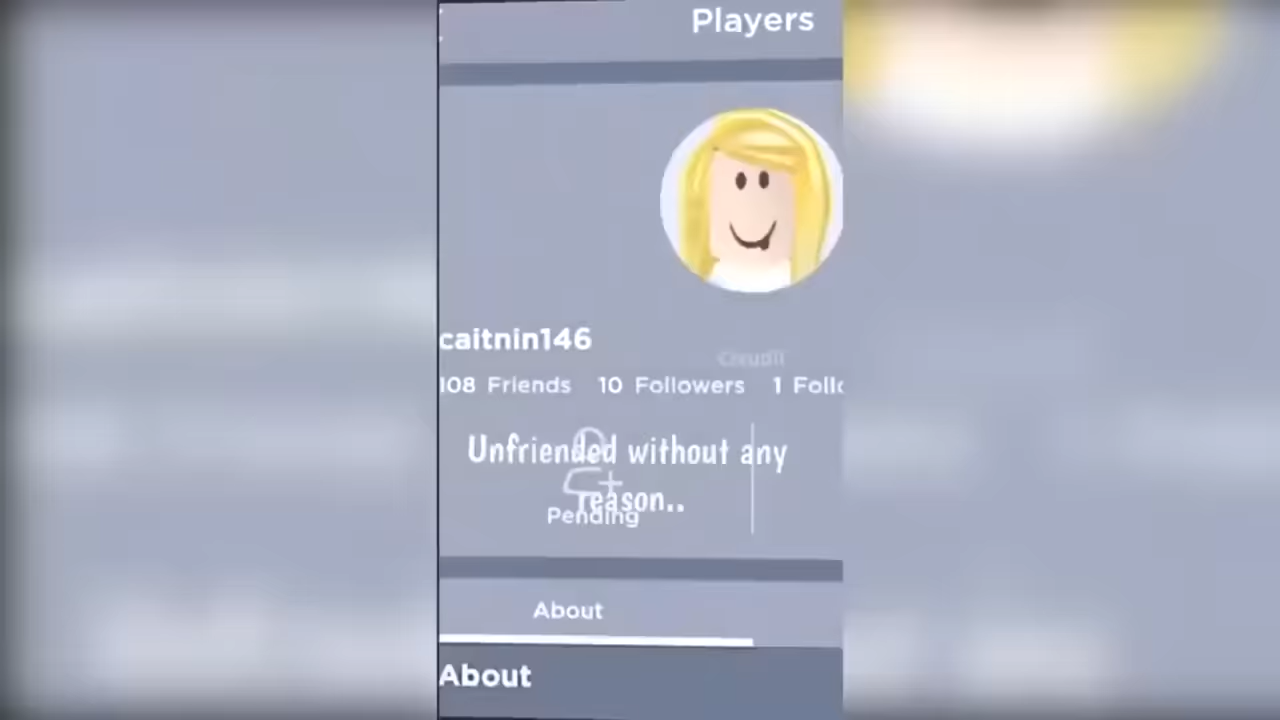 Players
caitnin146
108 Friends 10 Followers 1 Follo
Unfriended without any
reason..
Pending
About
About